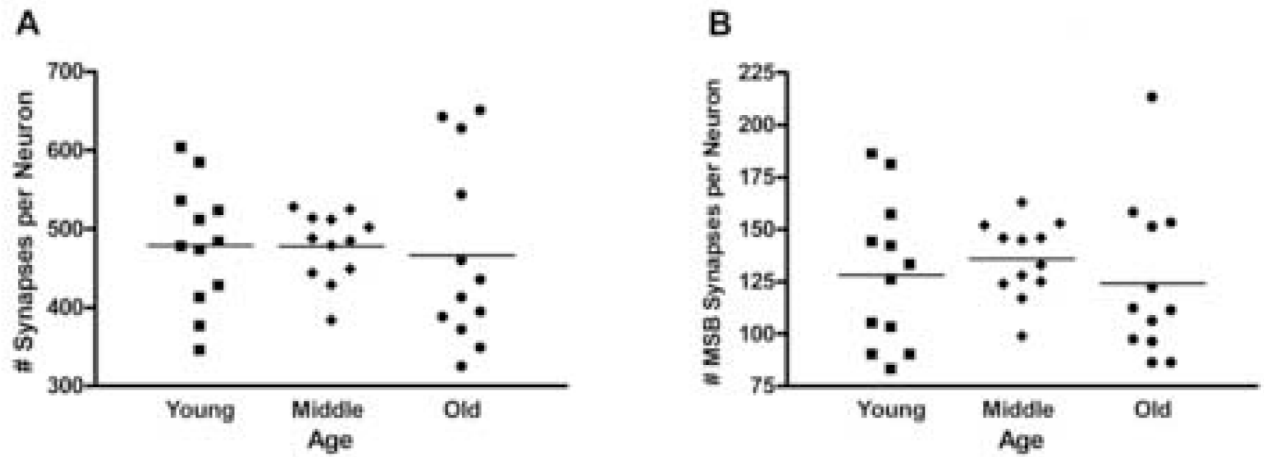 A
# Synapses per Neuron
700
600
500
400
300
Young Middle Old
Age
B
# MSB Synapses per Neuron
225
200
175
150
125
100
75
Young Middle Old
Age